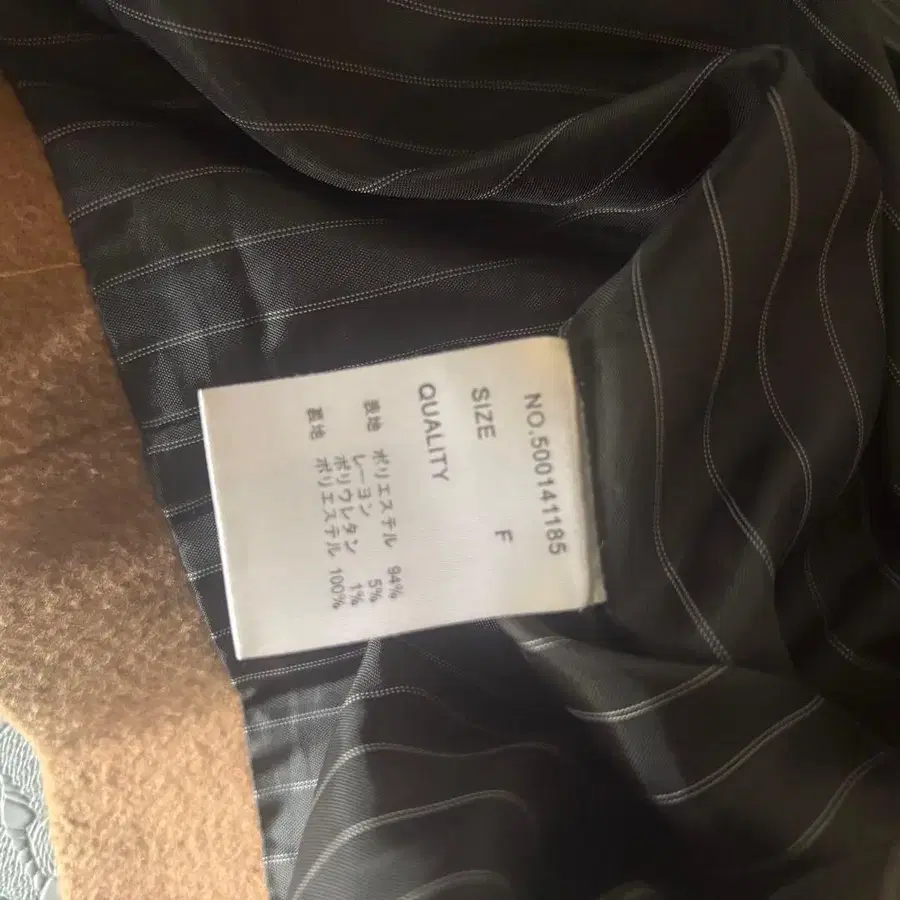 NO.500141185
SIZE F
QUALITY
表地 ポリエステル 94%
レーヨン 5%
ポリウレタン 1%
裏地 ポリエステル 100%